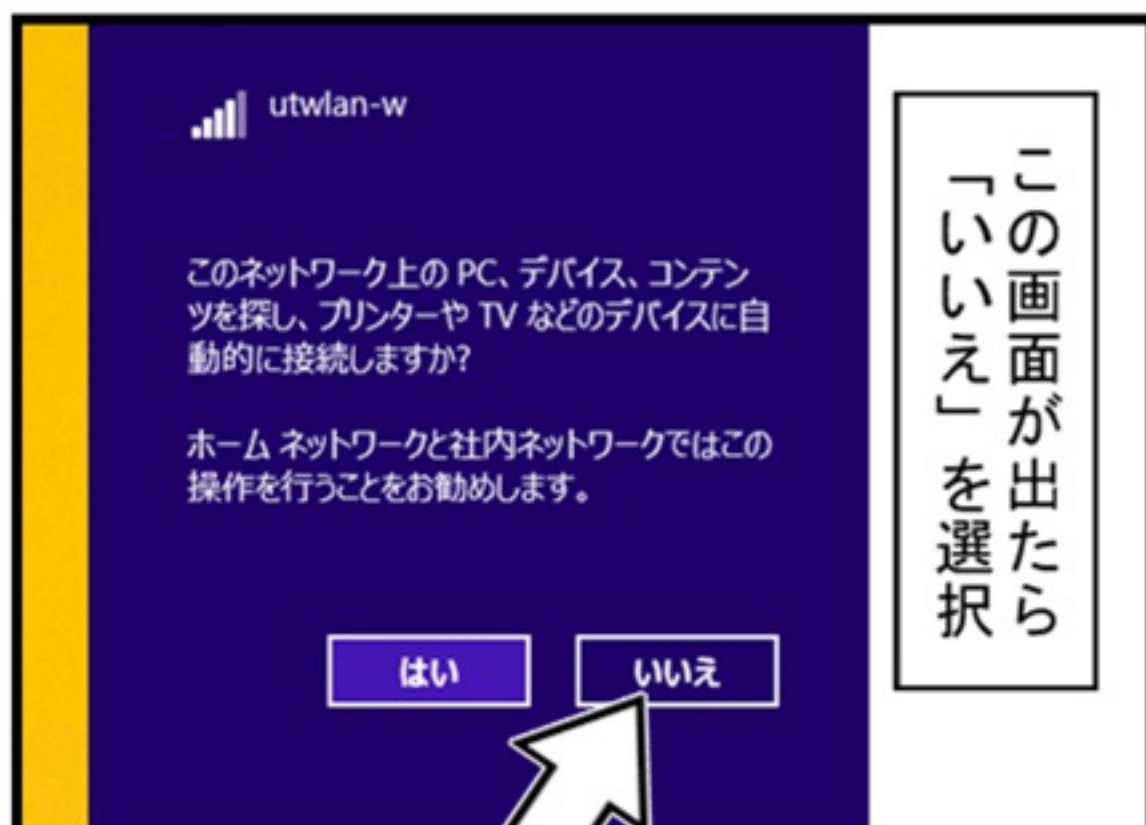 utwlan-w
このネットワーク上の PC、デバイス、コンテン
ツを探し、プリンターや TV などのデバイスに自
動的に接続しますか?
ホーム ネットワークと社内ネットワークではこの
操作を行うことをお勧めします。
はい
いいえ
この画面が出たら
「いいえ」を選択